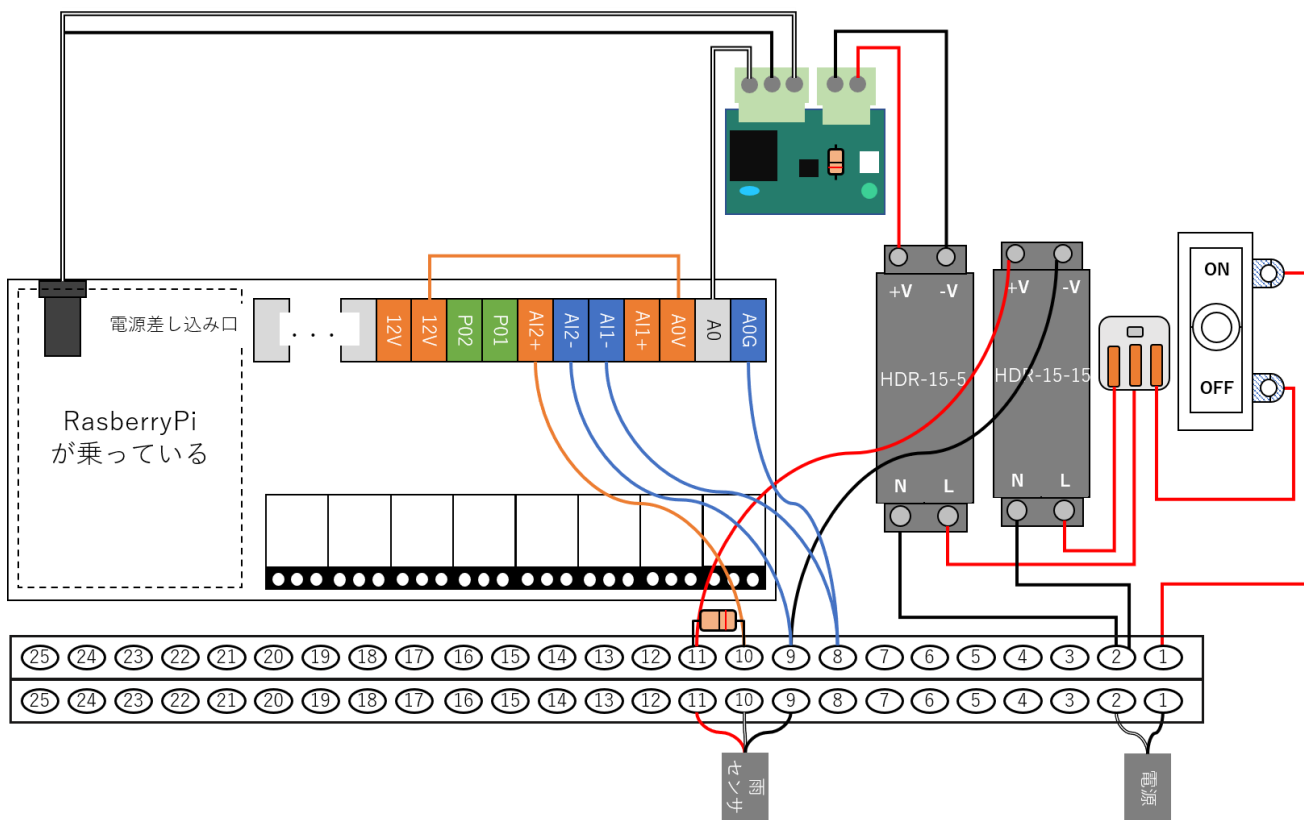 電源差し込み口
RasberryPi
が乗っている
. . .
12V
12V
P02
P01
AI2+
AI2-
AI1-
AI1+
A0V
A0
A0G
+V -V
HDR-15-5
N L
+V -V
HDR-15-15
N L
ON
OFF
25 24 23 22 21 20 19 18 17 16 15 14 13 12 11 10 9 8 7 6 5 4 3 2 1
25 24 23 22 21 20 19 18 17 16 15 14 13 12 11 10 9 8 7 6 5 4 3 2 1
雨
センサ
電源